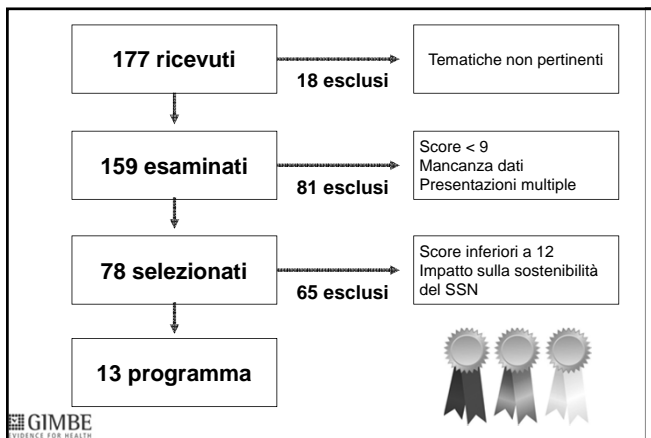 177 ricevuti
18 esclusi
Tematiche non pertinenti
159 esaminati
81 esclusi
Score < 9
Mancanza dati
Presentazioni multiple
78 selezionati
65 esclusi
Score inferiori a 12
Impatto sulla sostenibilità
del SSN
13 programma
GIMBE
EVIDENCE FOR HEALTH